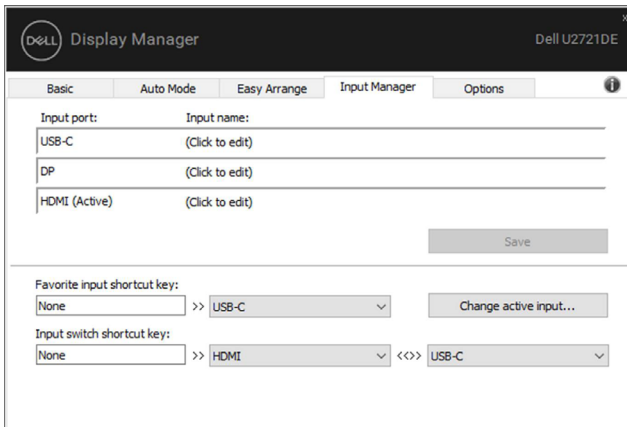 DELL Display Manager
Dell U2721DE
Basic Auto Mode Easy Arrange Input Manager Options
Input port: Input name:
USB-C (Click to edit)
DP (Click to edit)
HDMI (Active) (Click to edit)
Save
Favorite input shortcut key:
None >> USB-C Change active input...
Input switch shortcut key:
None >> HDMI <<>> USB-C